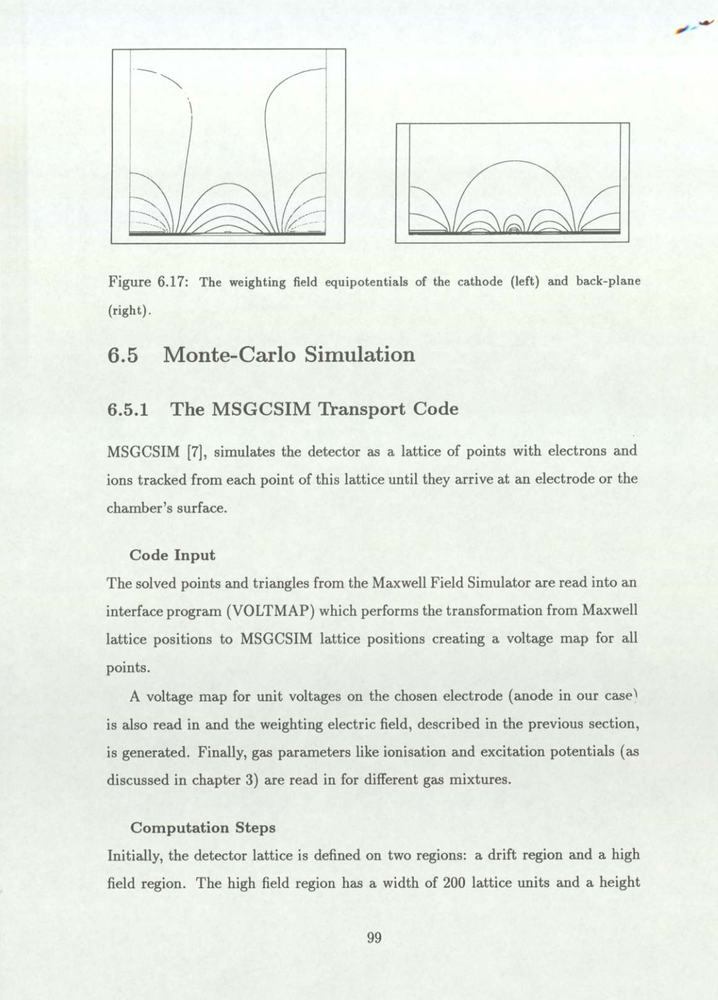 Figure 6.17: The weighting field equipotentials of the cathode (left) and back-plane
(right).
6.5 Monte-Carlo Simulation
6.5.1 The MSGCSIM Transport Code
MSGCSIM [7], simulates the detector as a lattice of points with electrons and
ions tracked from each point of this lattice until they arrive at an electrode or the
chamber's surface.
Code Input
The solved points and triangles from the Maxwell Field Simulator are read into an
interface program (VOLTMAP) which performs the transformation from Maxwell
lattice positions to MSGCSIM lattice positions creating a voltage map for all
points.
A voltage map for unit voltages on the chosen electrode (anode in our case)
is also read in and the weighting electric field, described in the previous section,
is generated. Finally, gas parameters like ionisation and excitation potentials (as
discussed in chapter 3) are read in for different gas mixtures.
Computation Steps
Initially, the detector lattice is defined on two regions: a drift region and a high
field region. The high field region has a width of 200 lattice units and a height
99